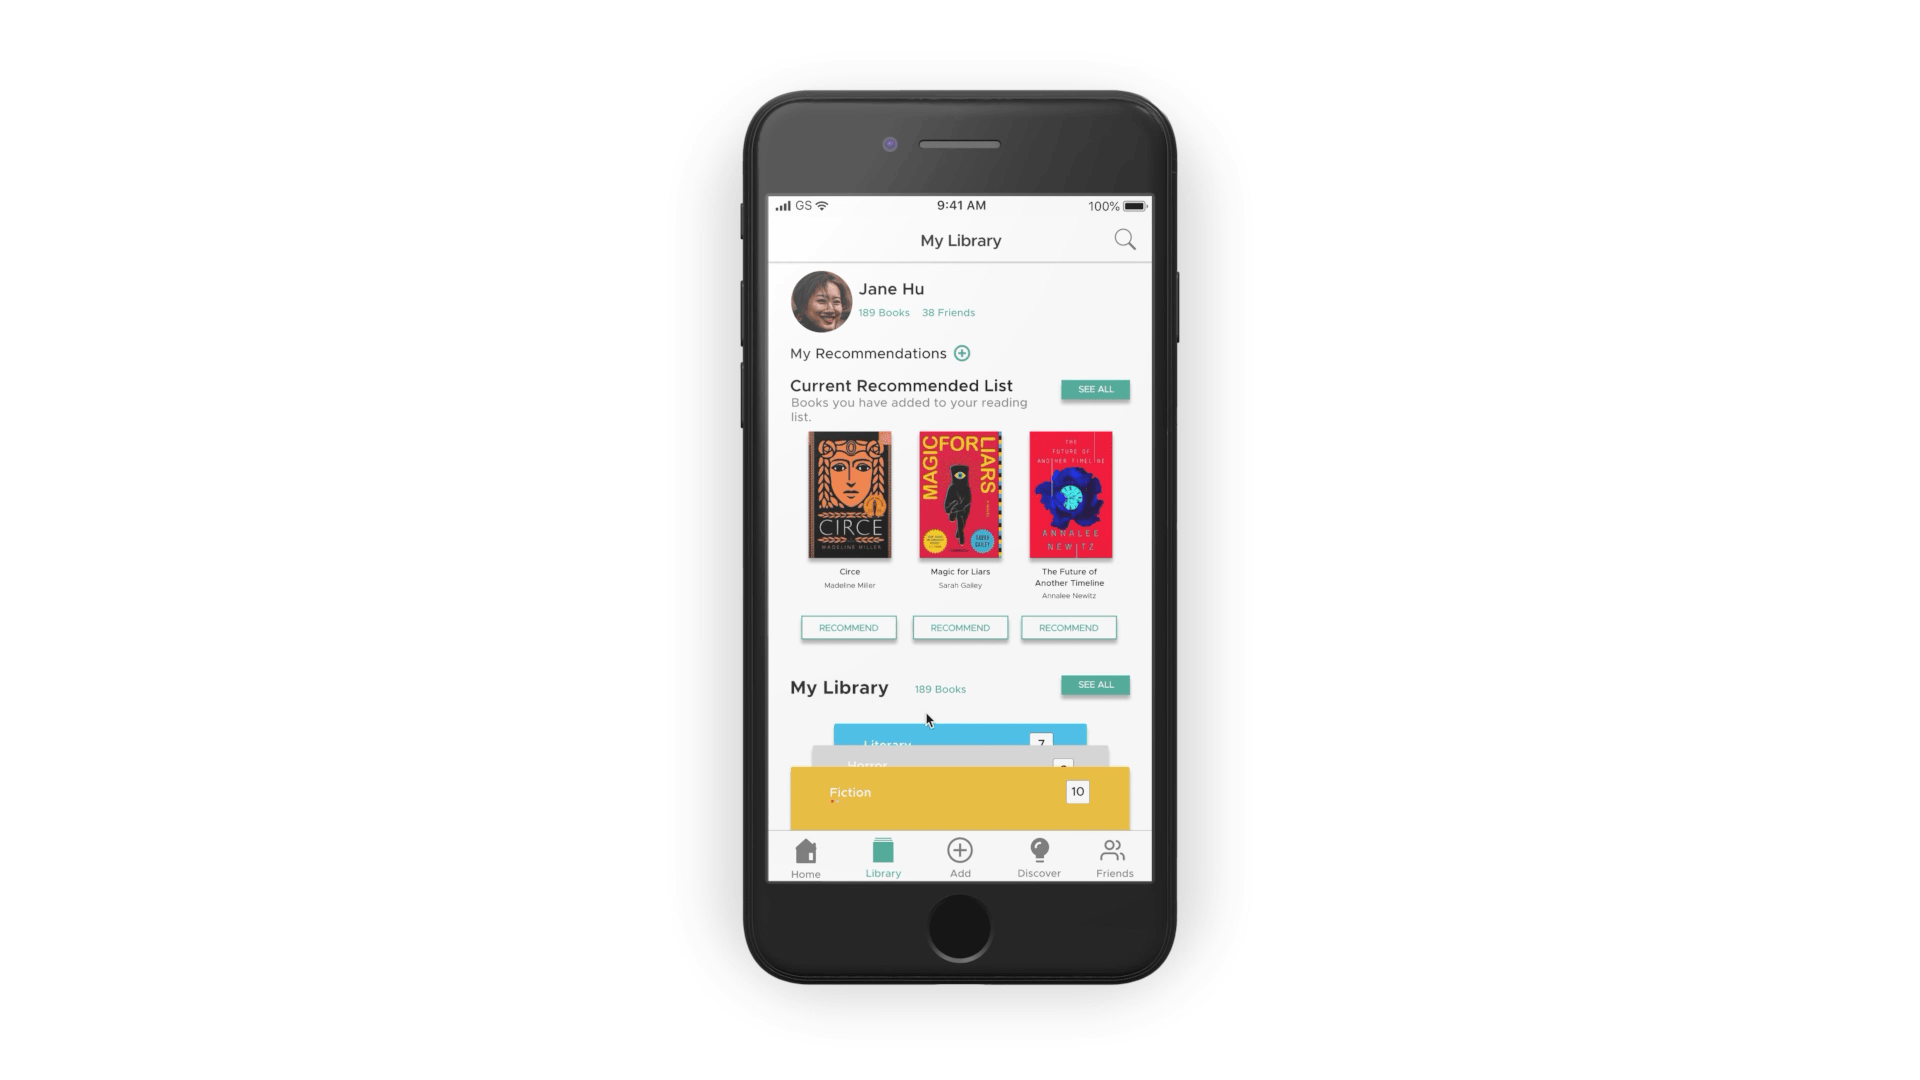 GS 9:41 AM 100%
My Library
Jane Hu
189 Books 38 Friends
My Recommendations
Current Recommended List SEE ALL
Books you have added to your reading
list.
MAGIC FOR LIARS
THE
FUTURE OF
ANOTHER TIMELINE
CIRCE
MADELINE MILLER
ANNALEE
NEWITZ
Circe
Madeline Miller
Magic for Liars
Sarah Gailey
The Future of
Another Timeline
Annalee Newitz
RECOMMEND RECOMMEND RECOMMEND
My Library 189 Books SEE ALL
Literary 7
Horror
Fiction 10
Home Library Add Discover Friends